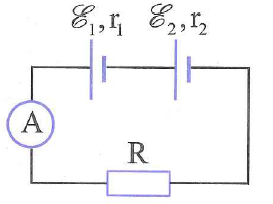 ℰ₁,r₁ ℰ₂,r₂
A
R